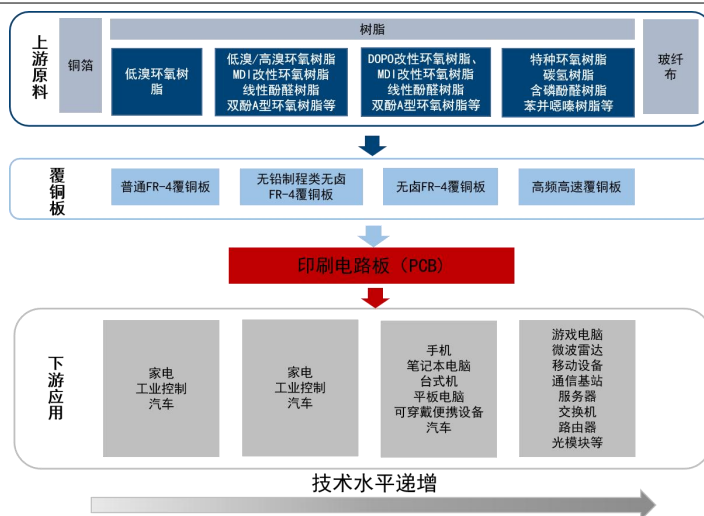 上游原料
铜箔
树脂
低溴环氧树
脂
低溴/高溴环氧树脂
MDI改性环氧树脂
线性酚醛树脂
双酚A型环氧树脂等
DOPO改性环氧树脂、
MDI改性环氧树脂
线性酚醛树脂
双酚A型环氧树脂等
特种环氧树脂
碳氢树脂
含磷酚醛树脂
苯并噁嗪树脂等
玻纤
布
覆铜板
普通FR-4覆铜板
无铅制程类无卤
FR-4覆铜板
无卤FR-4覆铜板
高频高速覆铜板
印刷电路板（PCB）
下游应用
家电
工业控制
汽车
家电
工业控制
汽车
手机
笔记本电脑
台式机
平板电脑
可穿戴便携设备
汽车
游戏电脑
微波雷达
移动设备
通信基站
服务器
交换机
路由器
光模块等
技术水平递增